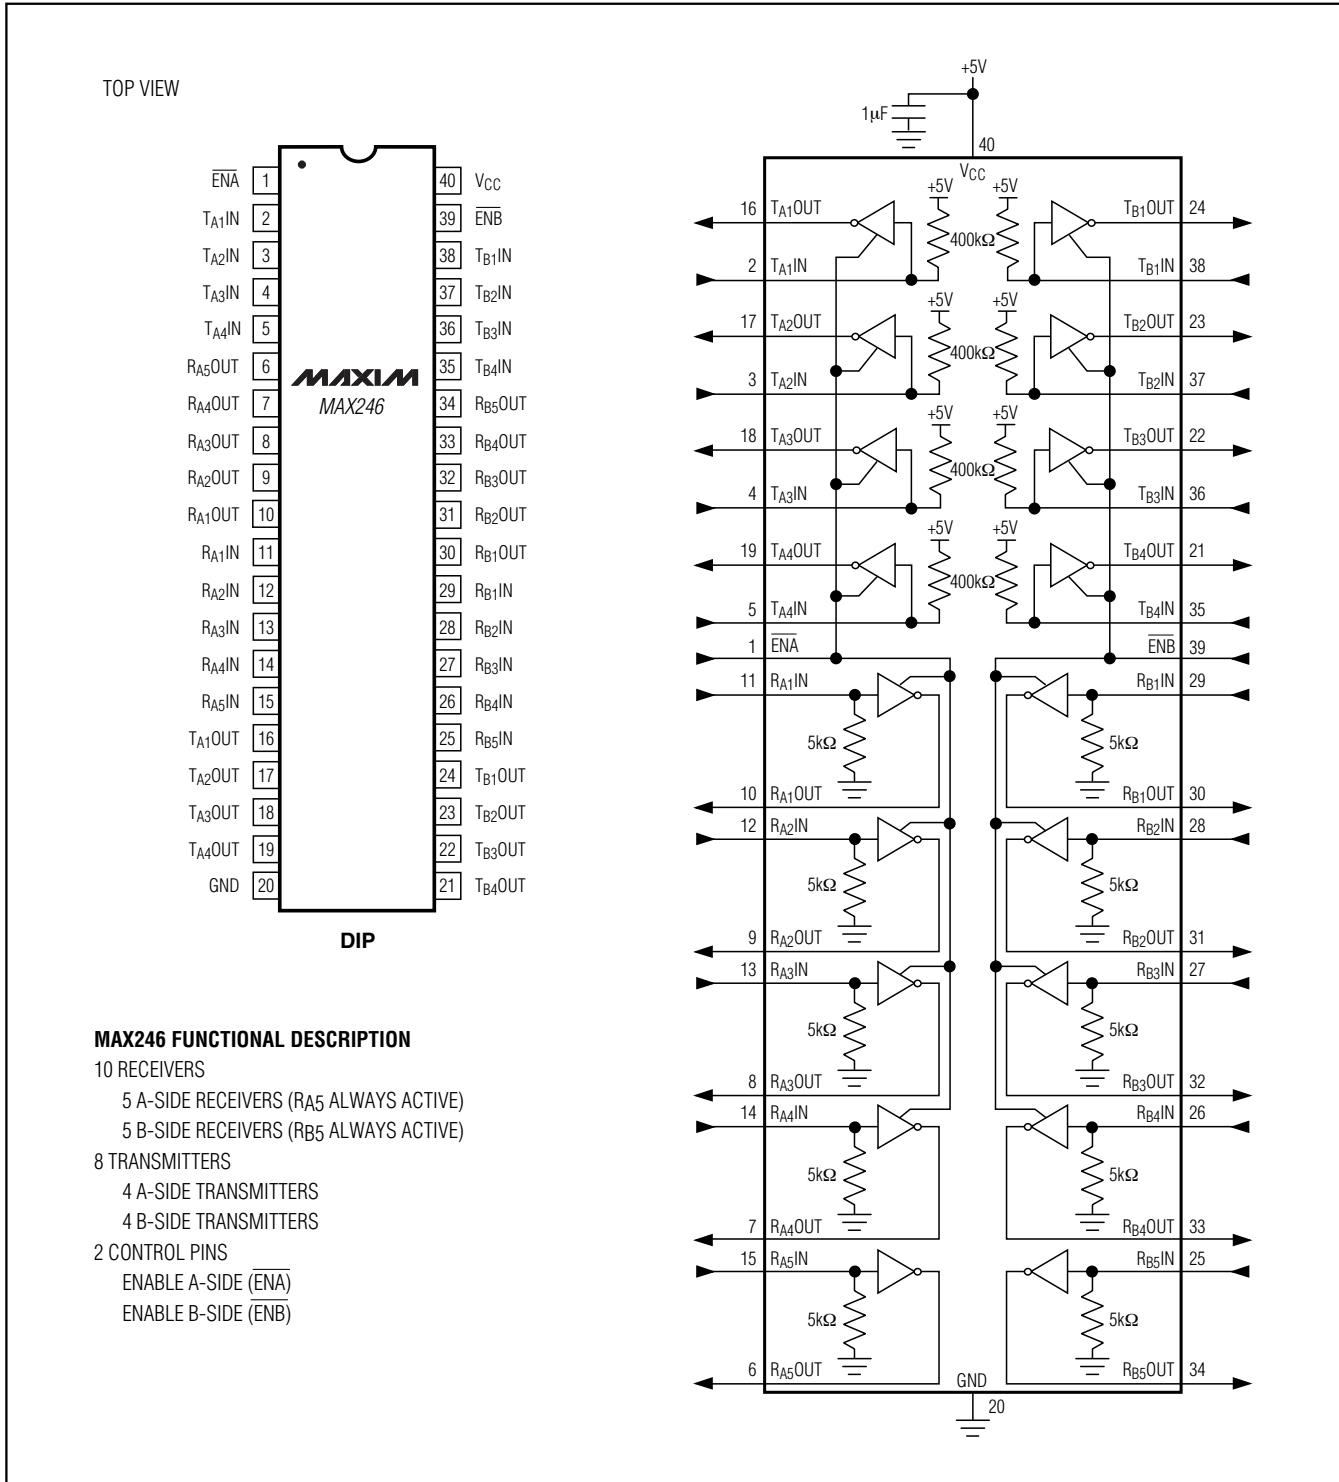 TOP VIEW
ENA 1
TA1IN 2
TA2IN 3
TA3IN 4
TA4IN 5
RA5OUT 6
RA4OUT 7
RA3OUT 8
RA2OUT 9
RA1OUT 10
RA1IN 11
RA2IN 12
RA3IN 13
RA4IN 14
RA5IN 15
TA1OUT 16
TA2OUT 17
TA3OUT 18
TA4OUT 19
GND 20
MAXIM
MAX246
40 VCC
39 ENB
38 TB1IN
37 TB2IN
36 TB3IN
35 TB4IN
34 RB5OUT
33 RB4OUT
32 RB3OUT
31 RB2OUT
30 RB1OUT
29 RB1IN
28 RB2IN
27 RB3IN
26 RB4IN
25 RB5IN
24 TB1OUT
23 TB2OUT
22 TB3OUT
21 TB4OUT
DIP
MAX246 FUNCTIONAL DESCRIPTION
10 RECEIVERS
5 A-SIDE RECEIVERS (RA5 ALWAYS ACTIVE)
5 B-SIDE RECEIVERS (RB5 ALWAYS ACTIVE)
8 TRANSMITTERS
4 A-SIDE TRANSMITTERS
4 B-SIDE TRANSMITTERS
2 CONTROL PINS
ENABLE A-SIDE (ENA)
ENABLE B-SIDE (ENB)
+5V
1µF
40
VCC
+5V +5V
16 TA1OUT TB1OUT 24
400kΩ
2 TA1IN TB1IN 38
+5V +5V
17 TA2OUT TB2OUT 23
400kΩ
3 TA2IN TB2IN 37
+5V +5V
18 TA3OUT TB3OUT 22
400kΩ
4 TA3IN TB3IN 36
+5V +5V
19 TA4OUT TB4OUT 21
400kΩ
5 TA4IN TB4IN 35
1 ENA ENB 39
11 RA1IN RB1IN 29
5kΩ 5kΩ
10 RA1OUT RB1OUT 30
12 RA2IN RB2IN 28
5kΩ 5kΩ
9 RA2OUT RB2OUT 31
13 RA3IN RB3IN 27
5kΩ 5kΩ
8 RA3OUT RB3OUT 32
14 RA4IN RB4IN 26
5kΩ 5kΩ
7 RA4OUT RB4OUT 33
15 RA5IN RB5IN 25
5kΩ 5kΩ
6 RA5OUT RB5OUT 34
GND
20